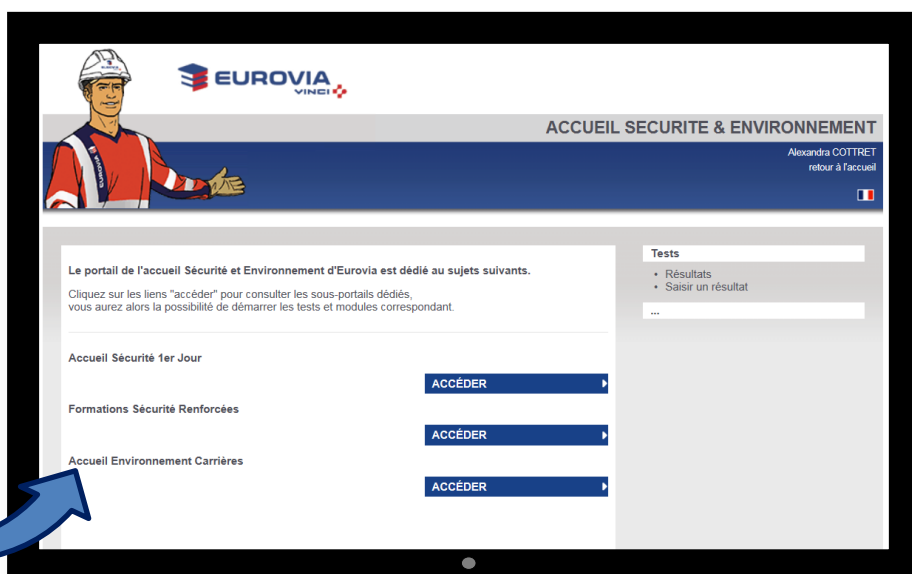 EUROVIA
VINCI
ACCUEIL SECURITE & ENVIRONNEMENT
Alexandra COTTRET
retour à l'accueil
Le portail de l'accueil Sécurité et Environnement d'Eurovia est dédié au sujets suivants.
Cliquez sur les liens "accéder" pour consulter les sous-portails dédiés,
vous aurez alors la possibilité de démarrer les tests et modules correspondant.
Accueil Sécurité 1er Jour
ACCÉDER
Formations Sécurité Renforcées
ACCÉDER
Accueil Environnement Carrières
ACCÉDER
Tests
• Résultats
• Saisir un résultat
...